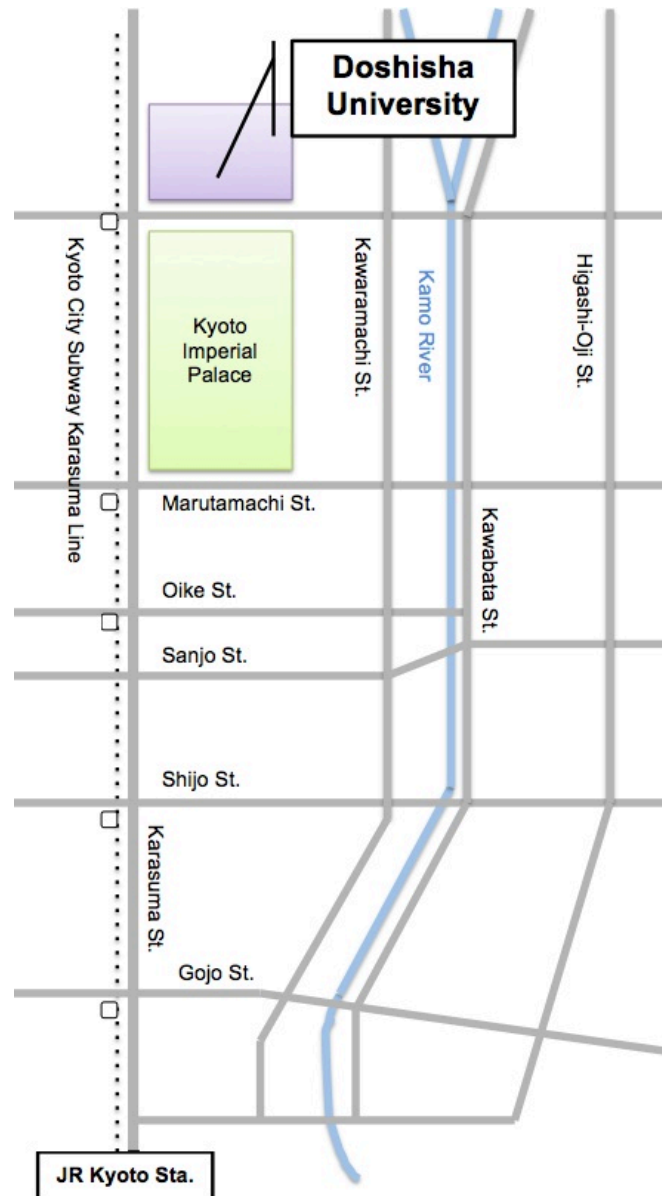 Doshisha
University
Kyoto City Subway Karasuma Line
Kyoto
Imperial
Palace
Kawaramachi St.
Kamo River
Higashi-Oji St.
Marutamachi St.
Kawabata St.
Oike St.
Sanjo St.
Shijo St.
Karasuma St.
Gojo St.
JR Kyoto Sta.